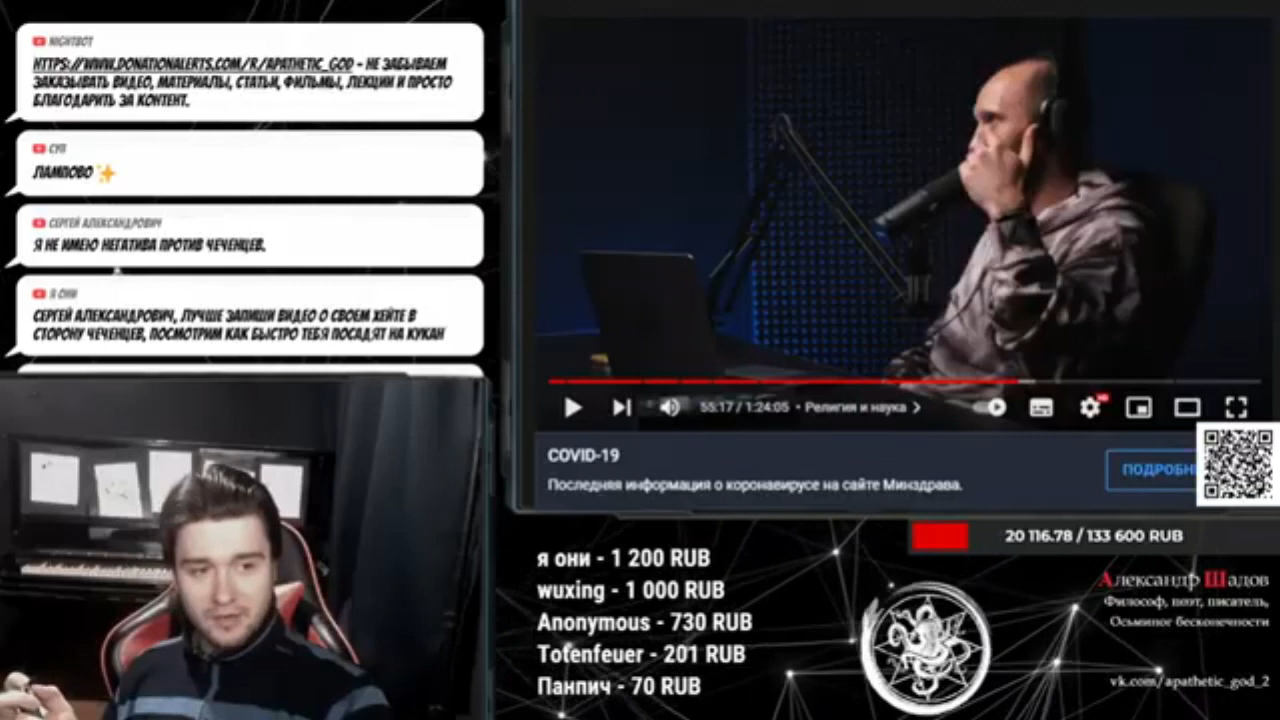 NIGHTBOT
HTTPS://WWW.DONATIONALERTS.COM/R/APATHETIC_GOD - НЕ ЗАБЫВАЕМ
ЗАКАЗЫВАТЬ ВИДЕО, МАТЕРИАЛЫ, СТАТЬИ, ФИЛЬМЫ, ЛЕКЦИИ И ПРОСТО
БЛАГОДАРИТЬ ЗА КОНТЕНТ.
СУП
ЛАМПОВО ✨
СЕРГЕЙ АЛЕКСАНДРОВИЧ
Я НЕ ИМЕЮ НЕГАТИВА ПРОТИВ ЧЕЧЕНЦЕВ.
Я ОНИ
СЕРГЕЙ АЛЕКСАНДРОВИЧ, ЛУЧШЕ ЗАПИШИ ВИДЕО О СВОЕМ ХЕЙТЕ В
СТОРОНУ ЧЕЧЕНЦЕВ, ПОСМОТРИМ КАК БЫСТРО ТЕБЯ ПОСАДЯТ НА КУКАН
55:17 / 1:24:05 • Религия и наука
COVID-19
ПОДРОБН
Последняя информация о коронавирусе на сайте Минздрава.
20 116.78 / 133 600 RUB
я они - 1 200 RUB
wuxing - 1 000 RUB
Anonymous - 730 RUB
Totenfeuer - 201 RUB
Панпич - 70 RUB
Александр Шадов
Философ, поэт, писатель,
Осьминог бесконечности
vk.com/apathetic_god_2